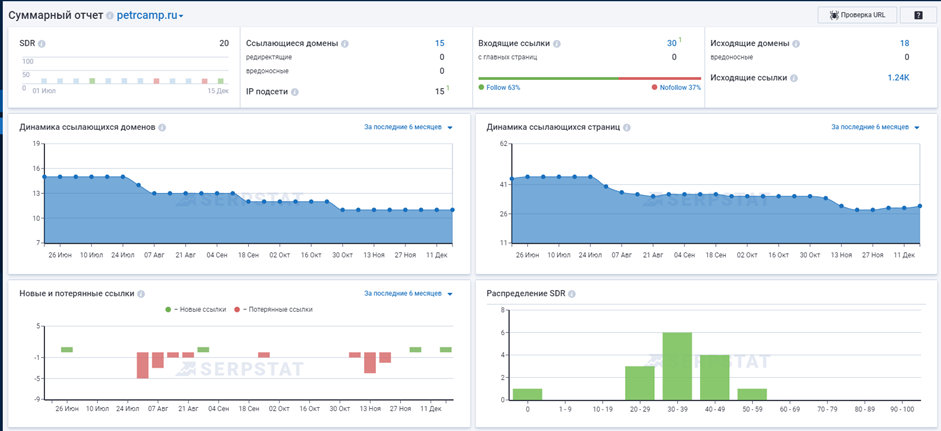 Суммарный отчет petrcamp.ru
Проверка URL
?
SDR 20
100
50
0
01 Июл 15 Дек
Ссылающиеся домены 15
редиректящие 0
вредоносные 0
IP подсети 15 1
Входящие ссылки 30 1
с главных страниц 0
Follow 63% Nofollow 37%
Исходящие домены 18
вредоносные 0
Исходящие ссылки 1.24K
Динамика ссылающихся доменов За последние 6 месяцев
19
16
13
10
7
SERPSTAT
26 Июн 10 Июл 24 Июл 07 Авг 21 Авг 04 Сен 18 Сен 02 Окт 16 Окт 30 Окт 13 Ноя 27 Ноя 11 Дек
Динамика ссылающихся страниц За последние 6 месяцев
62
41
26
11
SERPSTAT
26 Июн 10 Июл 24 Июл 07 Авг 21 Авг 04 Сен 18 Сен 02 Окт 16 Окт 30 Окт 13 Ноя 27 Ноя 11 Дек
Новые и потерянные ссылки За последние 6 месяцев
– Новые ссылки – Потерянные ссылки
5
-1
-5
-9
SERPSTAT
26 Июн 10 Июл 24 Июл 07 Авг 21 Авг 04 Сен 18 Сен 02 Окт 16 Окт 30 Окт 13 Ноя 27 Ноя 11 Дек
Распределение SDR
8
6
4
2
0
SERPSTAT
0 1 - 9 10 - 19 20 - 29 30 - 39 40 - 49 50 - 59 60 - 69 70 - 79 80 - 89 90 - 100